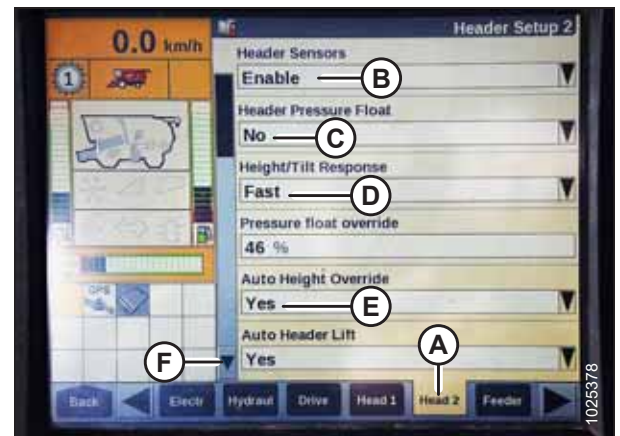 0.0 km/h
Header Setup 2
1
Header Sensors
Enable
B
Header Pressure Float
No
C
Height/Tilt Response
Fast
D
Pressure float override
46 %
Auto Height Override
Yes
E
GPS
Auto Header Lift
Yes
F
A
Back Electr Hydraul Drive Head 1 Head 2 Feeder
1025378